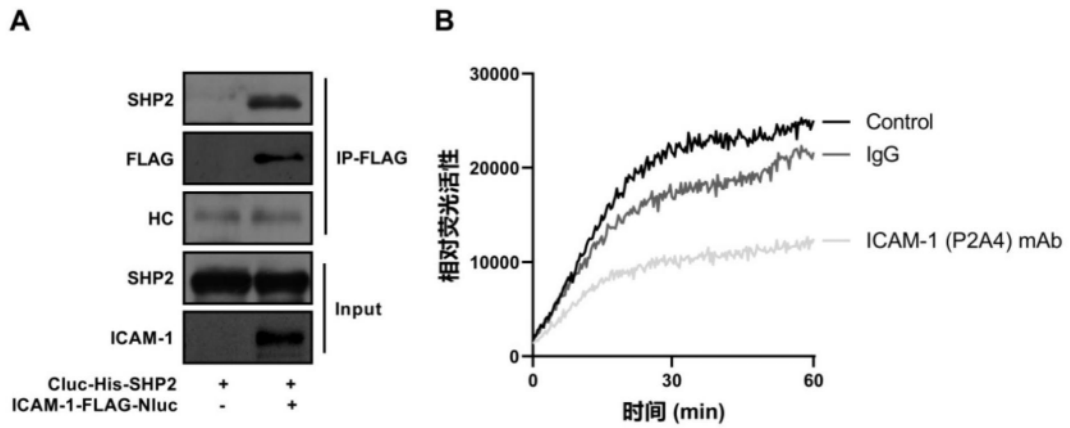 A
SHP2
FLAG
IP-FLAG
HC
SHP2
Input
ICAM-1
Cluc-His-SHP2 + +
ICAM-1-FLAG-Nluc - +
B
相对荧光活性
30000
20000
10000
0
0 30 60
时间 (min)
Control
IgG
ICAM-1 (P2A4) mAb